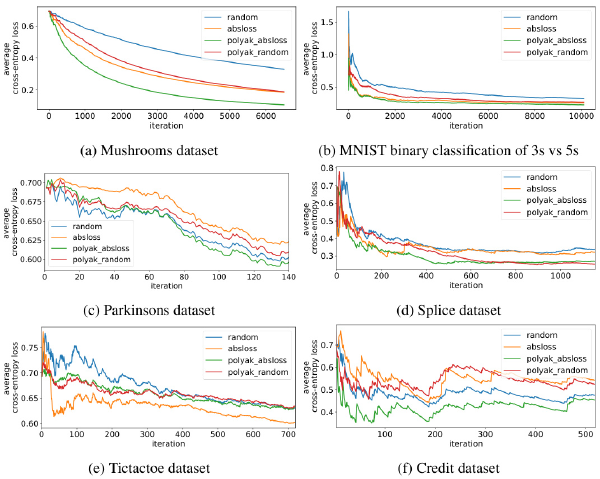 average
cross-entropy loss
0.6
0.4
0.2
random
absloss
polyak_absloss
polyak_random
0 1000 2000 3000 4000 5000 6000
iteration
(a) Mushrooms dataset
average
cross-entropy loss
1.5
1.0
0.5
random
absloss
polyak_absloss
polyak_random
0 2000 4000 6000 8000 10000
iteration
(b) MNIST binary classification of 3s vs 5s
average
cross-entropy loss
0.700
0.675
0.650
0.625
0.600
random
absloss
polyak_absloss
polyak_random
0 20 40 60 80 100 120 140
iteration
(c) Parkinsons dataset
average
cross-entropy loss
0.8
0.7
0.6
0.5
0.4
0.3
random
absloss
polyak_absloss
polyak_random
0 200 400 600 800 1000
iteration
(d) Splice dataset
average
cross-entropy loss
0.75
0.70
0.65
0.60
random
absloss
polyak_absloss
polyak_random
0 100 200 300 400 500 600 700
iteration
(e) Tictactoe dataset
average
cross-entropy loss
0.7
0.6
0.5
0.4
random
absloss
polyak_absloss
polyak_random
100 200 300 400 500
iteration
(f) Credit dataset